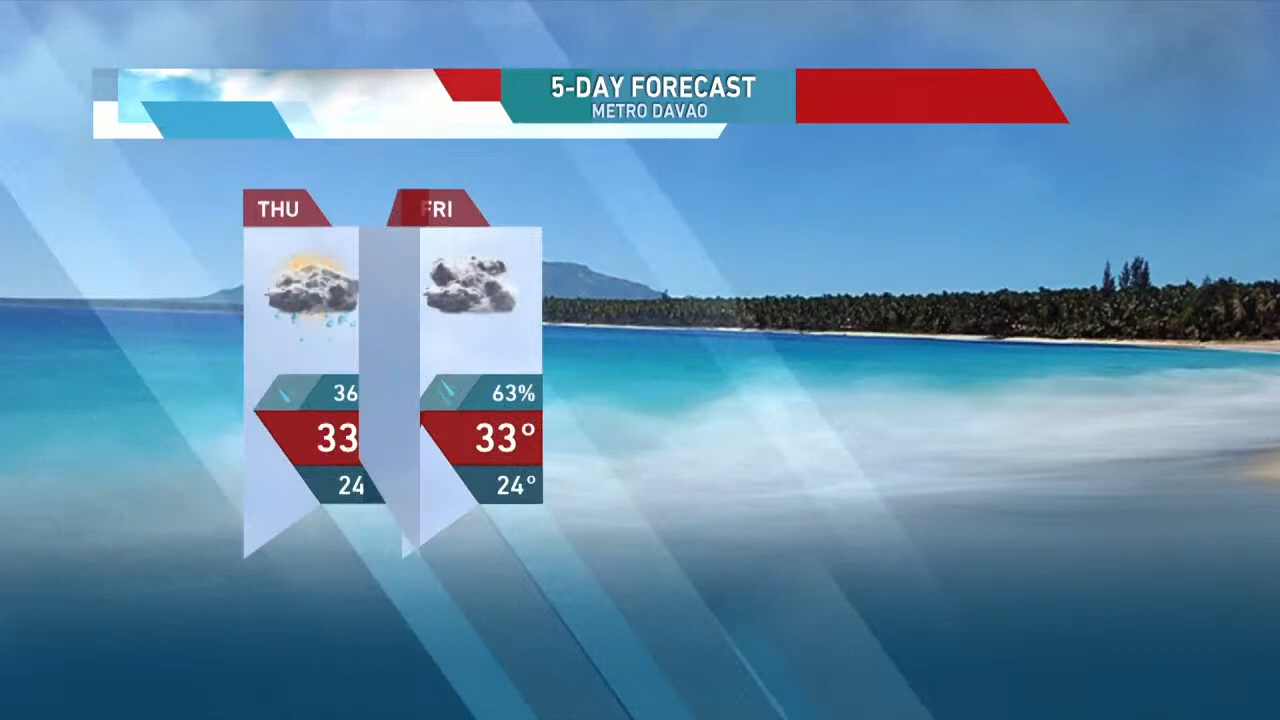 5-DAY FORECAST
METRO DAVAO
THU
FRI
36
63%
33
33°
24
24°